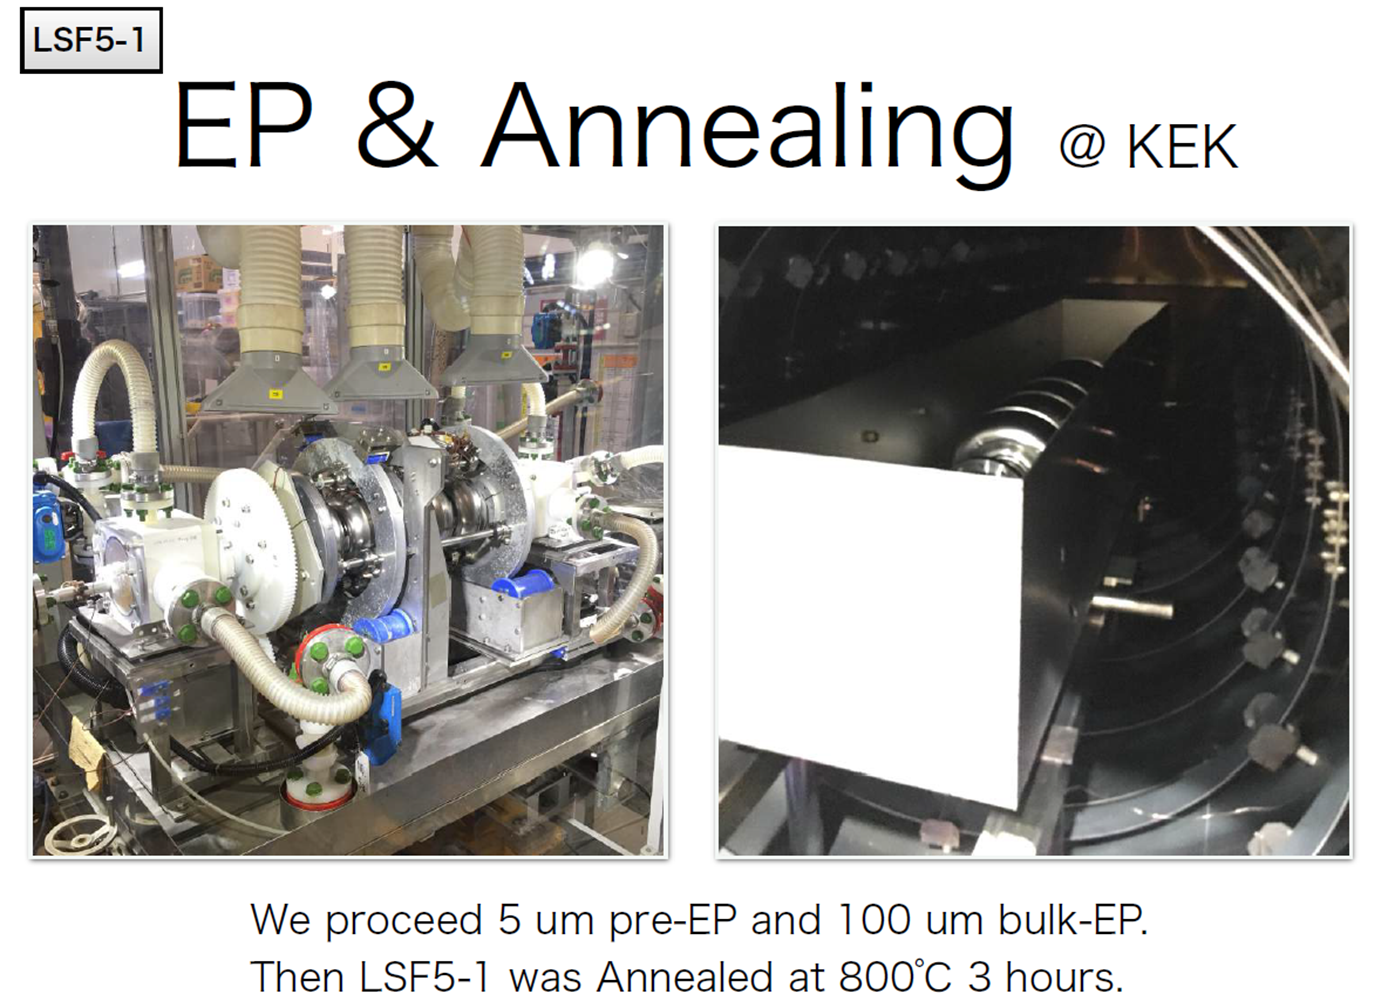 LSF5-1
EP & Annealing @ KEK
We proceed 5 um pre-EP and 100 um bulk-EP.
Then LSF5-1 was Annealed at 800°C 3 hours.